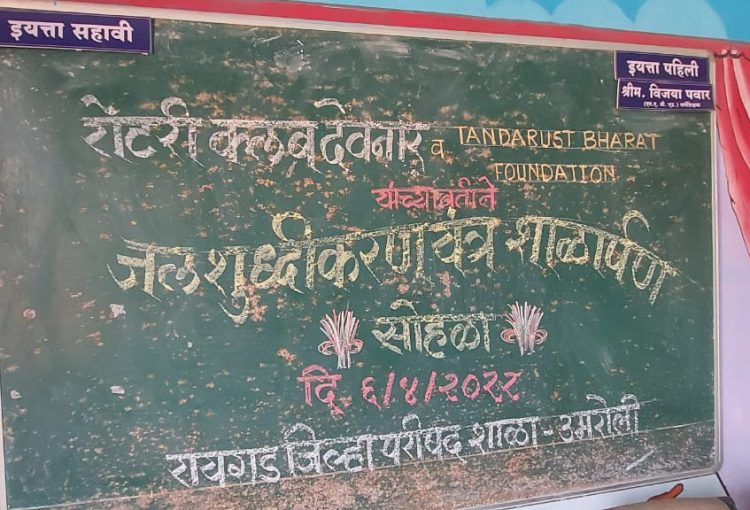 इयत्ता सहावी
इयत्ता पहिली
श्रीम. विजया पवार
रोटरी क्लब देवनार व TANDARUST BHARAT
FOUNDATION
यांच्यावतीने
जलशुध्दीकरण यंत्र शाळार्पण
सोहळा
दि. ६/४/२०२२
रायगड जिल्हा परीषद शाळा - उमरोली